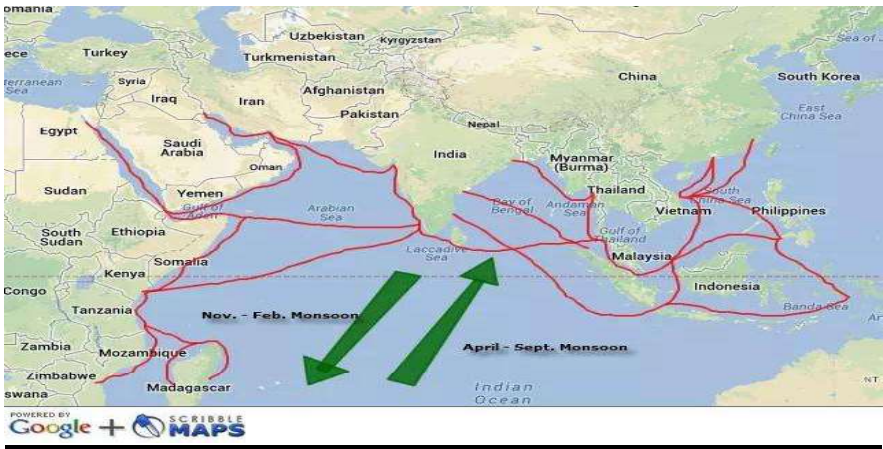 omania
Uzbekistan
Kyrgyzstan
Sea of J
ece
Turkey
Turkmenistan
China
South Korea
terranean
Sea
Syria
Iraq
Iran
Afghanistan
Pakistan
East
China Sea
Egypt
Nepal
Saudi
Arabia
India
Oman
Myanmar
(Burma)
Sudan
Yemen
Gulf of
Aden
Arabian
Sea
Bay of
Bengal
Andaman
Sea
Thailand
South
China Sea
Vietnam
Philippines
South
Sudan
Ethiopia
Gulf of
Thailand
Laccadive
Sea
Somalia
Malaysia
Kenya
Congo
Indonesia
Tanzania
Banda Sea
Ar
Nov. - Feb. Monsoon
April - Sept. Monsoon
Zambia
Mozambique
Zimbabwe
Madagascar
swana
Indian
Ocean
NT
POWERED BY
Google + SCRIBBLE
MAPS